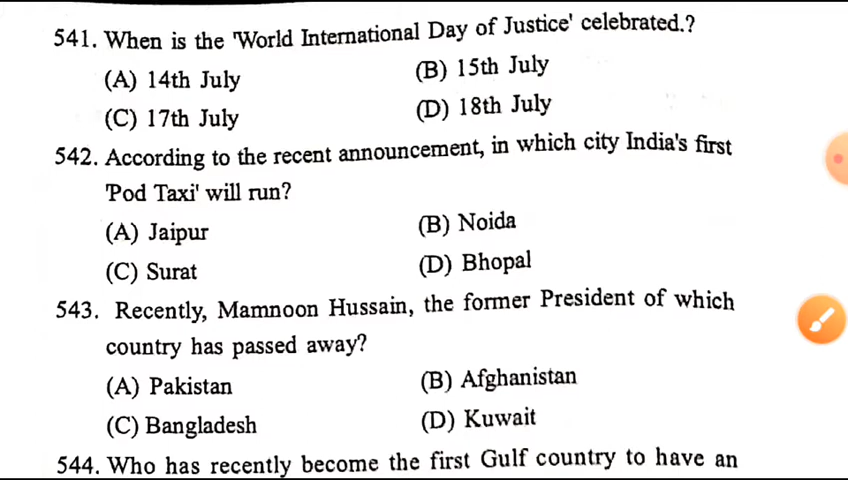 541. When is the 'World International Day of Justice' celebrated.?
(A) 14th July (B) 15th July
(C) 17th July (D) 18th July
542. According to the recent announcement, in which city India's first
'Pod Taxi' will run?
(A) Jaipur (B) Noida
(C) Surat (D) Bhopal
543. Recently, Mamnoon Hussain, the former President of which
country has passed away?
(A) Pakistan (B) Afghanistan
(C) Bangladesh (D) Kuwait
544. Who has recently become the first Gulf country to have an